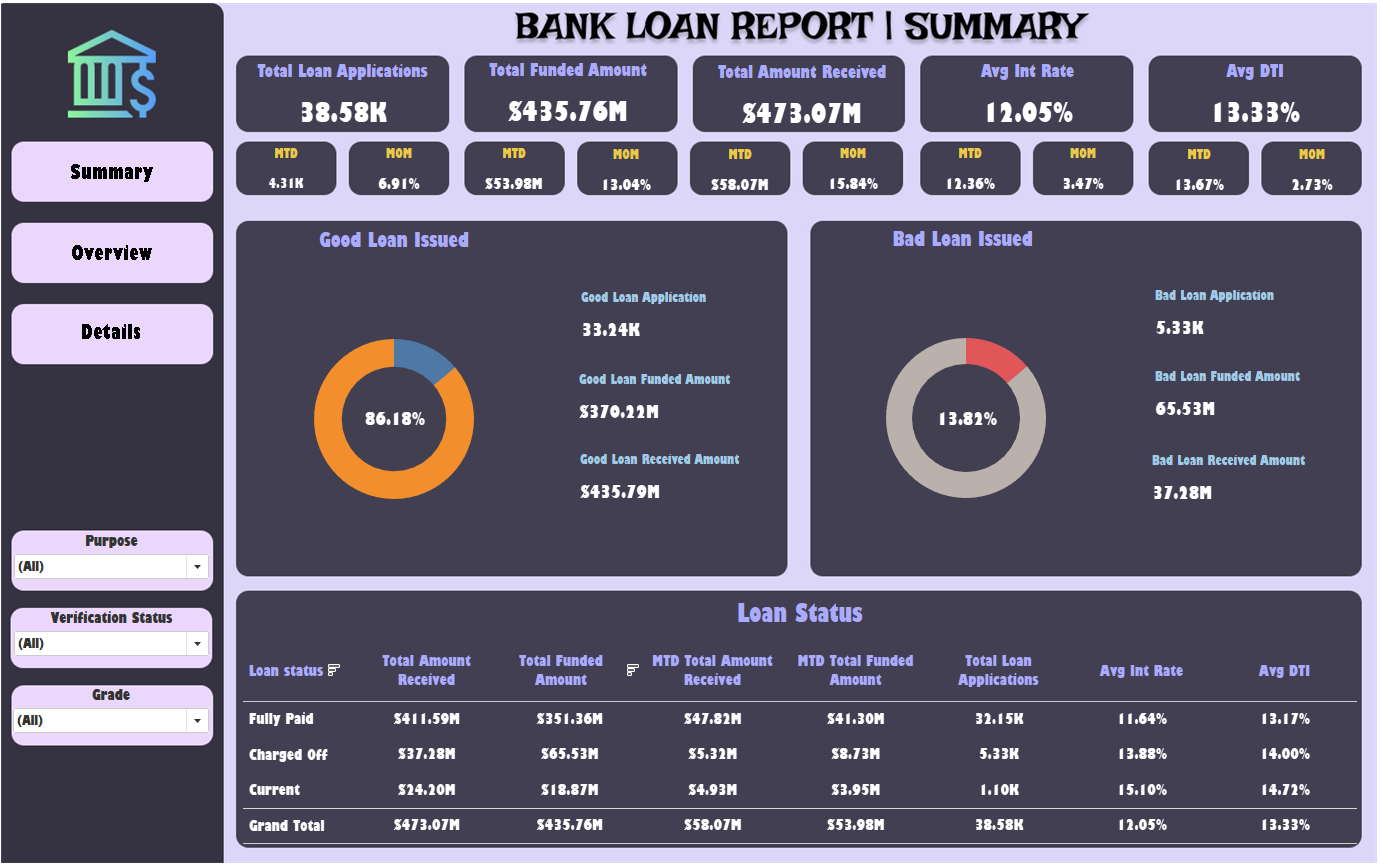 BANK LOAN REPORT | SUMMARY
Summary
Overview
Details
Purpose
(All)
Verification Status
(All)
Grade
(All)
Total Loan Applications
38.58K
Total Funded Amount
$435.76M
Total Amount Received
$473.07M
Avg Int Rate
12.05%
Avg DTI
13.33%
MTD
4.31K
MOM
6.91%
MTD
$53.98M
MOM
13.04%
MTD
$58.07M
MOM
15.84%
MTD
12.36%
MOM
3.47%
MTD
13.67%
MOM
2.73%
Good Loan Issued
86.18%
Good Loan Application
33.24K
Good Loan Funded Amount
$370.22M
Good Loan Received Amount
$435.79M
Bad Loan Issued
13.82%
Bad Loan Application
5.33K
Bad Loan Funded Amount
65.53M
Bad Loan Received Amount
37.28M
Loan Status
Loan status Total Amount Received Total Funded Amount MTD Total Amount Received MTD Total Funded Amount Total Loan Applications Avg Int Rate Avg DTI
Fully Paid $411.59M $351.36M $47.82M $41.30M 32.15K 11.64% 13.17%
Charged Off $37.28M $65.53M $5.32M $8.73M 5.33K 13.88% 14.00%
Current $24.20M $18.87M $4.93M $3.95M 1.10K 15.10% 14.72%
Grand Total $473.07M $435.76M $58.07M $53.98M 38.58K 12.05% 13.33%